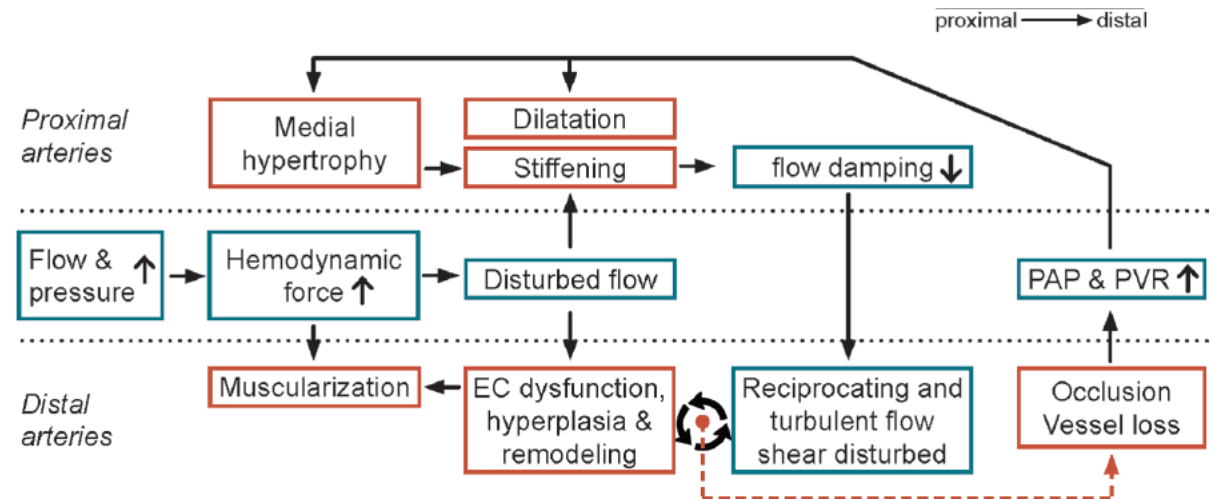 proximal distal
Proximal
arteries
Medial
hypertrophy
Dilatation
Stiffening
flow damping ↓
Flow &
pressure ↑
Hemodynamic
force ↑
Disturbed flow
PAP & PVR ↑
Distal
arteries
Muscularization
EC dysfunction,
hyperplasia &
remodeling
Reciprocating and
turbulent flow
shear disturbed
Occlusion
Vessel loss